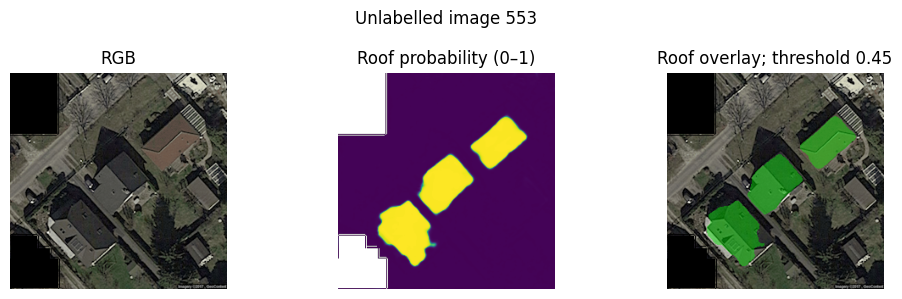 Unlabelled image 553
RGB
Roof probability (0–1)
Roof overlay; threshold 0.45